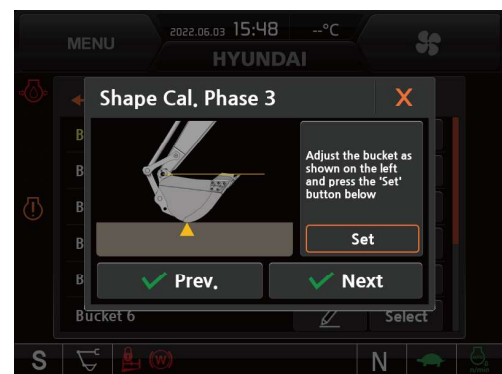 MENU
2022.06.03 15:48
--°C
HYUNDAI
Shape Cal. Phase 3
X
B
B
B
B
B
Adjust the bucket as
shown on the left
and press the 'Set'
button below
Set
Prev.
Next
Bucket 6
Select
S
(W)
N
n/min